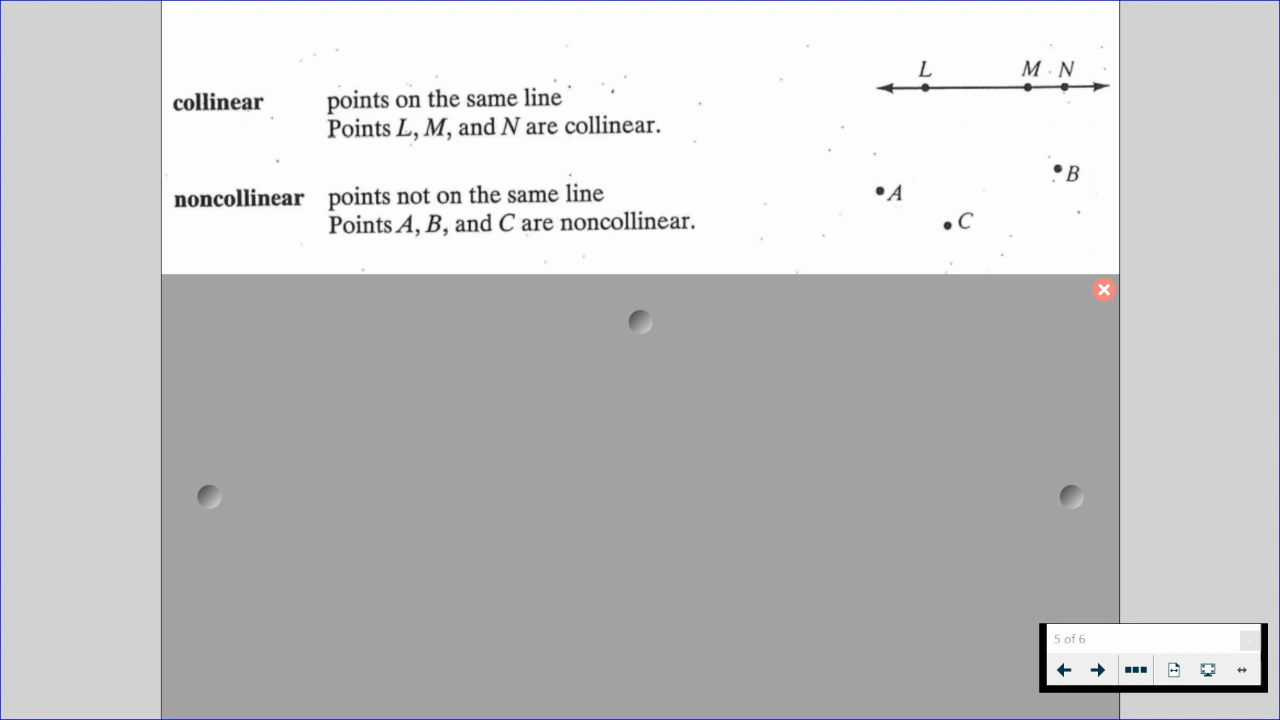 L M N
collinear points on the same line
Points L, M, and N are collinear.
B
noncollinear points not on the same line
A
Points A, B, and C are noncollinear.
C
5 of 6